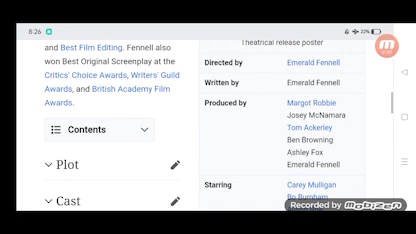 8:26
22%
and Best Film Editing. Fennell also
won Best Original Screenplay at the
Critics' Choice Awards, Writers' Guild
Awards, and British Academy Film
Awards.
Contents
Plot
Cast
Theatrical release poster
Directed by Emerald Fennell
Written by Emerald Fennell
Produced by Margot Robbie
Josey McNamara
Tom Ackerley
Ben Browning
Ashley Fox
Emerald Fennell
Starring Carey Mulligan
Bo Burnham
Recorded by Mobizen